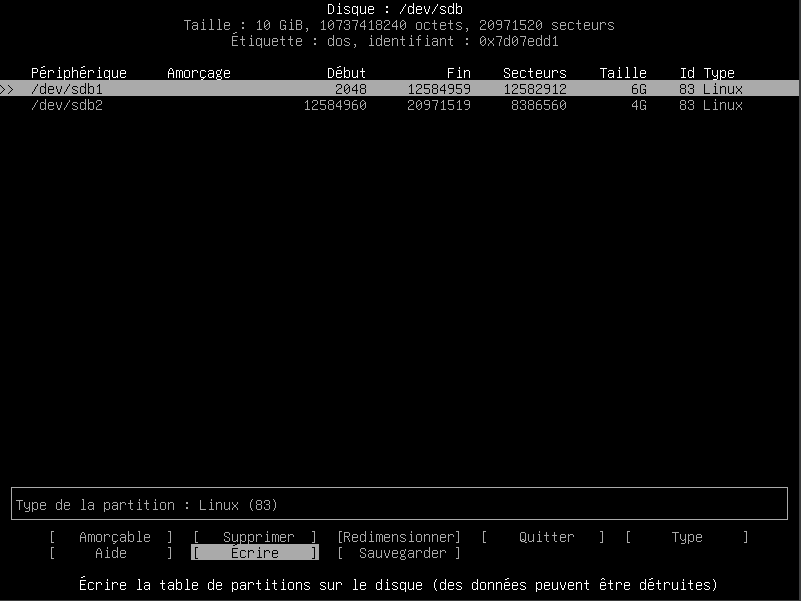 Disque : /dev/sdb
Taille : 10 GiB, 10737418240 octets, 20971520 secteurs
Étiquette : dos, identifiant : 0x7d07edd1
Périphérique Amorçage Début Fin Secteurs Taille Id Type
>> /dev/sdb1 2048 12584959 12582912 6G 83 Linux
/dev/sdb2 12584960 20971519 8386560 4G 83 Linux
Type de la partition : Linux (83)
[ Amorçable ] [ Supprimer ] [Redimensionner] [ Quitter ] [ Type ]
[ Aide ] [ Écrire ] [ Sauvegarder ]
Écrire la table de partitions sur le disque (des données peuvent être détruites)